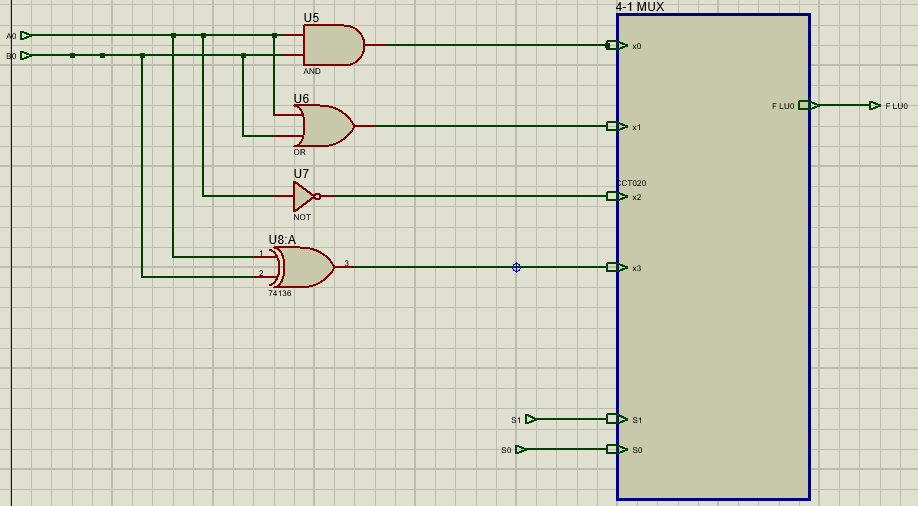 4-1 MUX
U5
A0
B0
x0
AND
U6
F LU0
F LU0
x1
OR
U7
CCT020
x2
NOT
U8:A
1
3
x3
2
74136
S1
S1
S0
S0